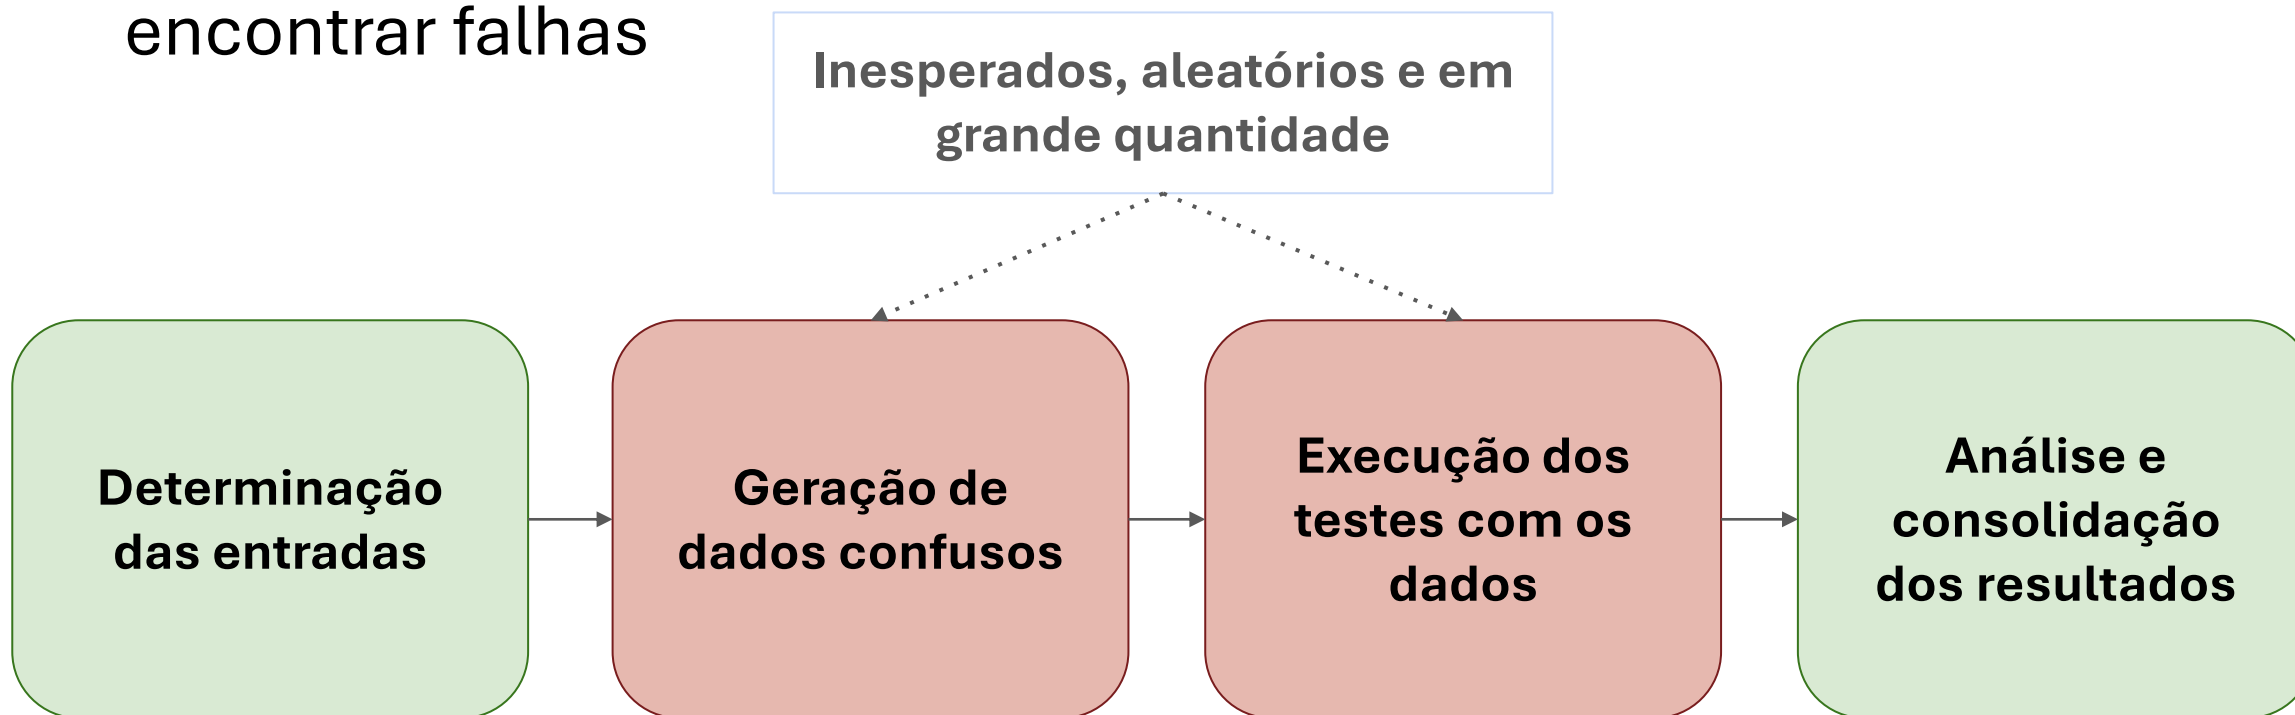 encontrar falhas
Inesperados, aleatórios e em
grande quantidade
Determinação
das entradas
Geração de
dados confusos
Execução dos
testes com os
dados
Análise e
consolidação
dos resultados